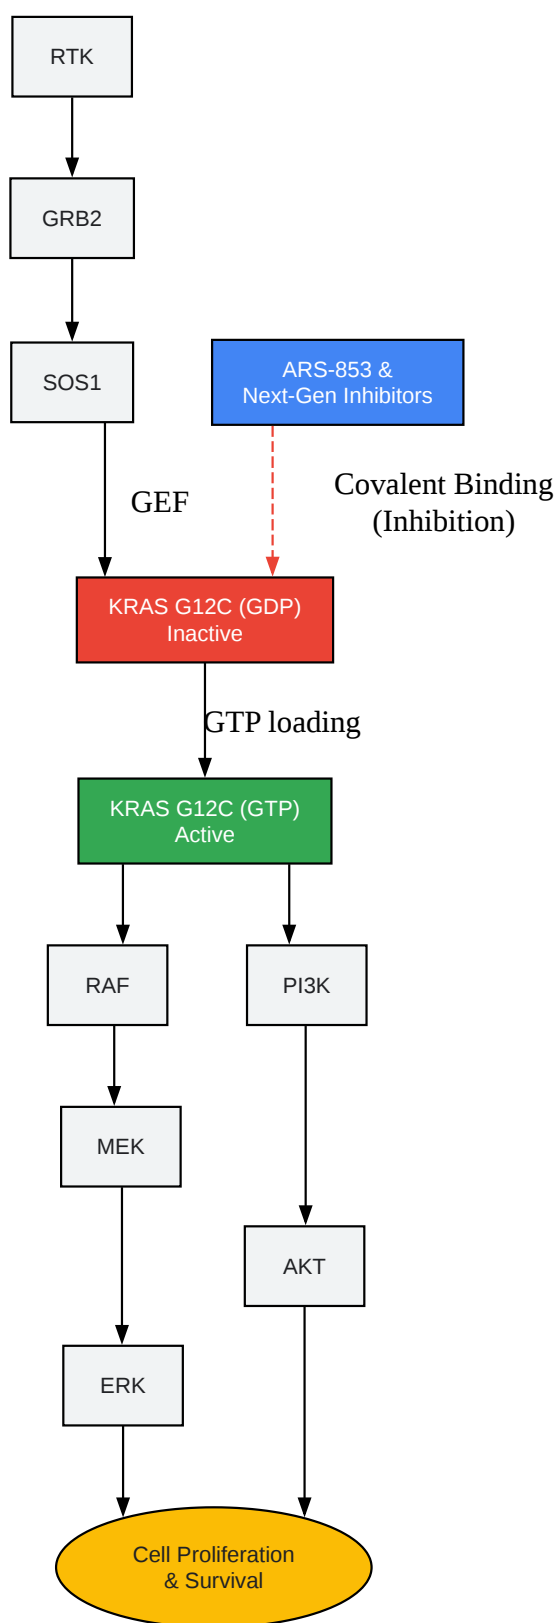 RTK
GRB2
SOS1
ARS-853 &
Next-Gen Inhibitors
GEF
Covalent Binding
(Inhibition)
KRAS G12C (GDP)
Inactive
GTP loading
KRAS G12C (GTP)
Active
RAF
PI3K
MEK
AKT
ERK
Cell Proliferation
& Survival